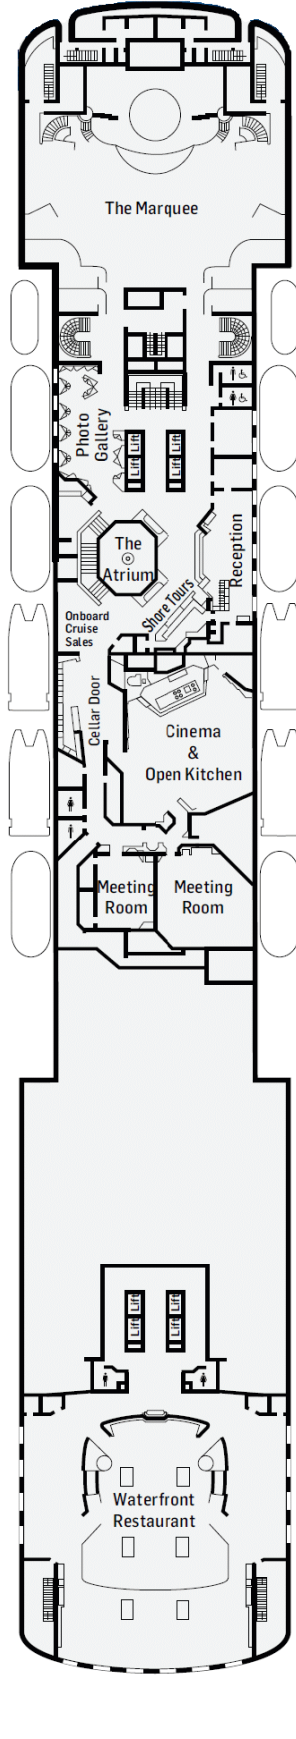 The Marquee
Photo
Gallery
Lift Lift
Lift Lift
The
Atrium
Reception
Shore Tours
Onboard
Cruise
Sales
Cellar Door
Cinema
&
Open Kitchen
Meeting
Room
Meeting
Room
Lift Lift
Lift Lift
Waterfront
Restaurant